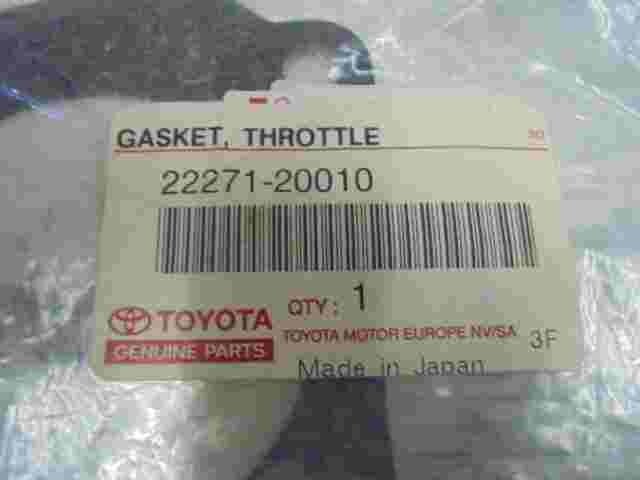 GASKET, THROTTLE
22271-20010
QTY: 1
TOYOTA
GENUINE PARTS
TOYOTA MOTOR EUROPE NV/SA
3F
Made in Japan